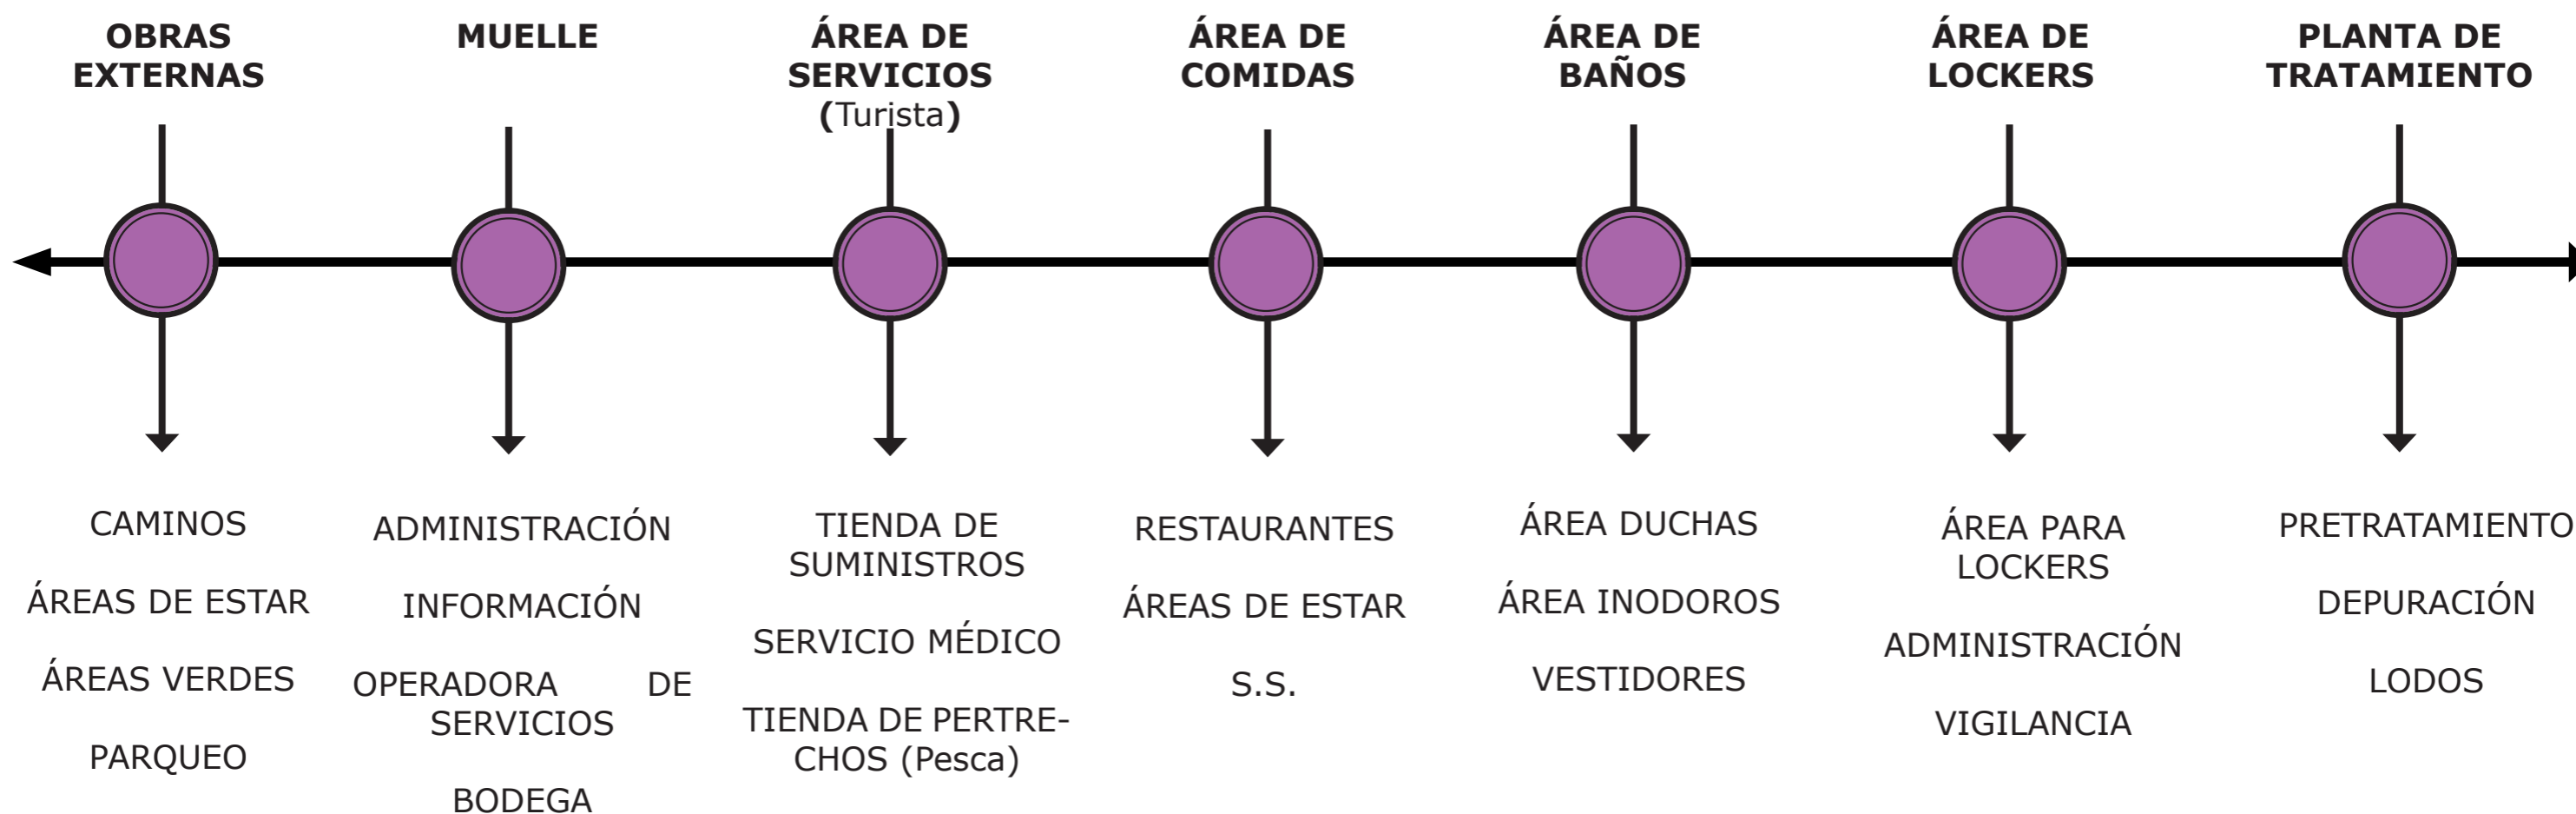 OBRAS
EXTERNAS
MUELLE
ÁREA DE
SERVICIOS
(Turista)
ÁREA DE
COMIDAS
ÁREA DE
BAÑOS
ÁREA DE
LOCKERS
PLANTA DE
TRATAMIENTO
CAMINOS
ÁREAS DE ESTAR
ÁREAS VERDES
PARQUEO
ADMINISTRACIÓN
INFORMACIÓN
OPERADORA DE
SERVICIOS
BODEGA
TIENDA DE
SUMINISTROS
SERVICIO MÉDICO
TIENDA DE PERTRE-
CHOS (Pesca)
RESTAURANTES
ÁREAS DE ESTAR
S.S.
ÁREA DUCHAS
ÁREA INODOROS
VESTIDORES
ÁREA PARA
LOCKERS
ADMINISTRACIÓN
VIGILANCIA
PRETRATAMIENTO
DEPURACIÓN
LODOS